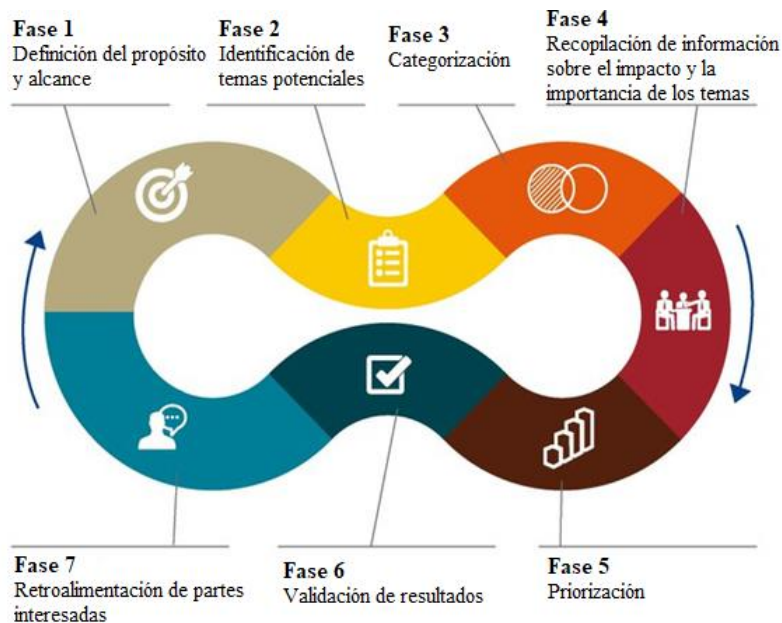 Fase 1
Definición del propósito
y alcance
Fase 2
Identificación de
temas potenciales
Fase 3
Categorización
Fase 4
Recopilación de información
sobre el impacto y la
importancia de los temas
Fase 7
Retroalimentación de partes
interesadas
Fase 6
Validación de resultados
Fase 5
Priorización